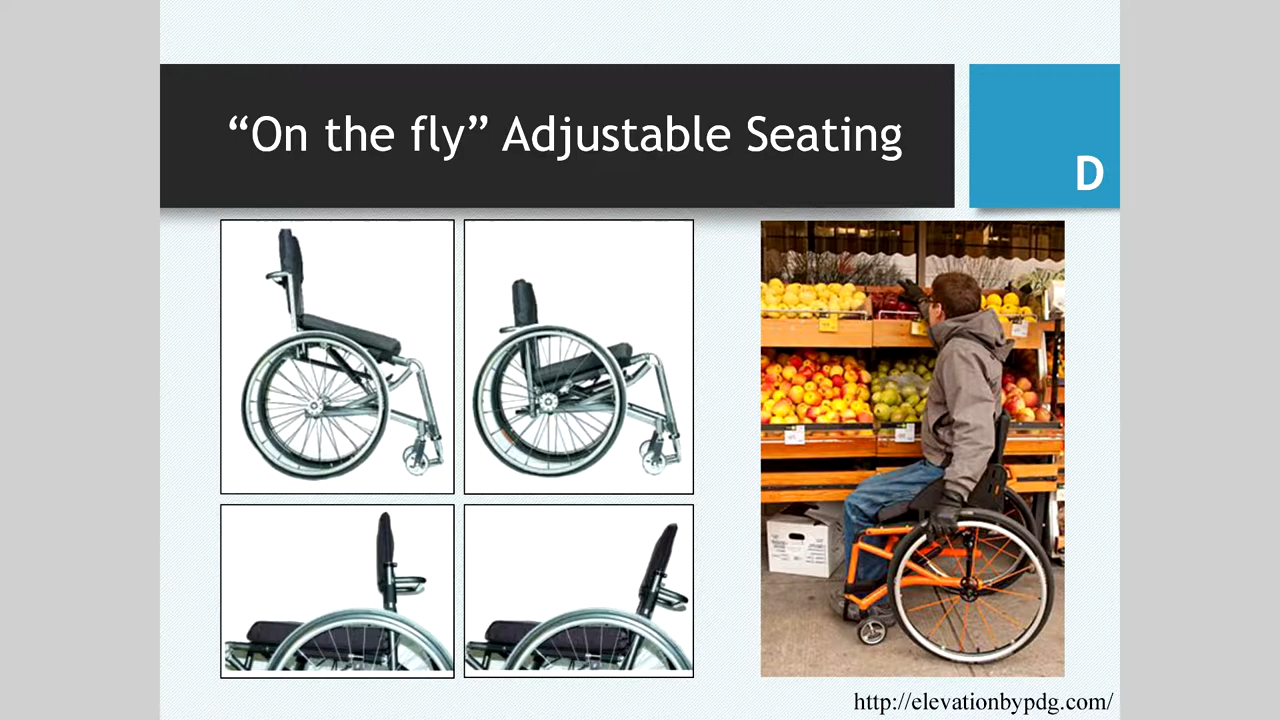 “On the fly” Adjustable Seating
D
http://elevationbypdg.com/